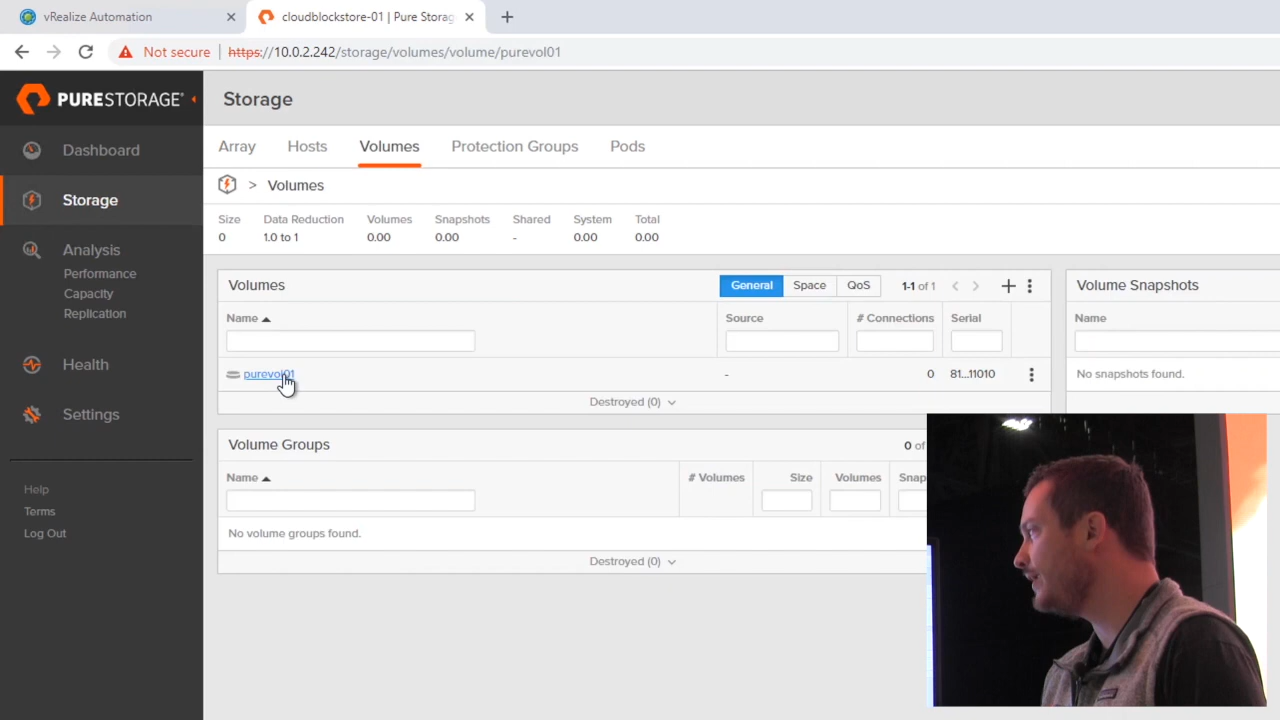 vRealize Automation
cloudblockstore-01 | Pure Storag
Not secure https://10.0.2.242/storage/volumes/volume/purevol01
PURESTORAGE®
Dashboard
Storage
Analysis
Performance
Capacity
Replication
Health
Settings
Help
Terms
Log Out
Storage
Array Hosts Volumes Protection Groups Pods
> Volumes
Size Data Reduction Volumes Snapshots Shared System Total
0 1.0 to 1 0.00 0.00 - 0.00 0.00
Volumes General Space QoS 1-1 of 1
Name Source # Connections Serial
purevol01 - 0 81...11010
Destroyed (0)
Volume Snapshots
Name
No snapshots found.
Volume Groups 0 of
Name # Volumes Size Volumes Snap
No volume groups found.
Destroyed (0)